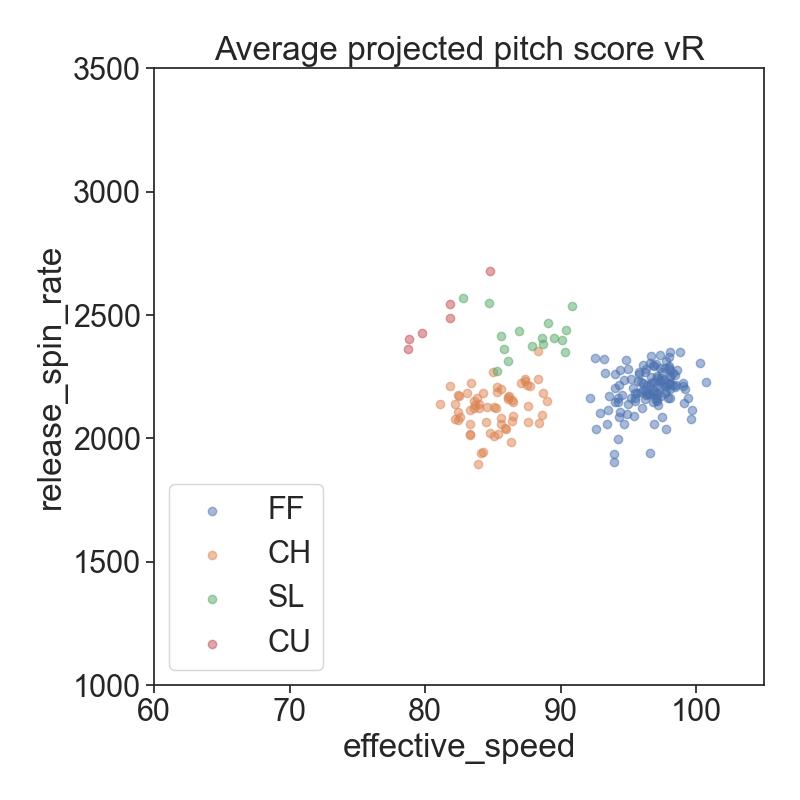 Average projected pitch score vR
3500
3000
2500
2000
1500
1000
release_spin_rate
FF
CH
SL
CU
60 70 80 90 100
effective_speed